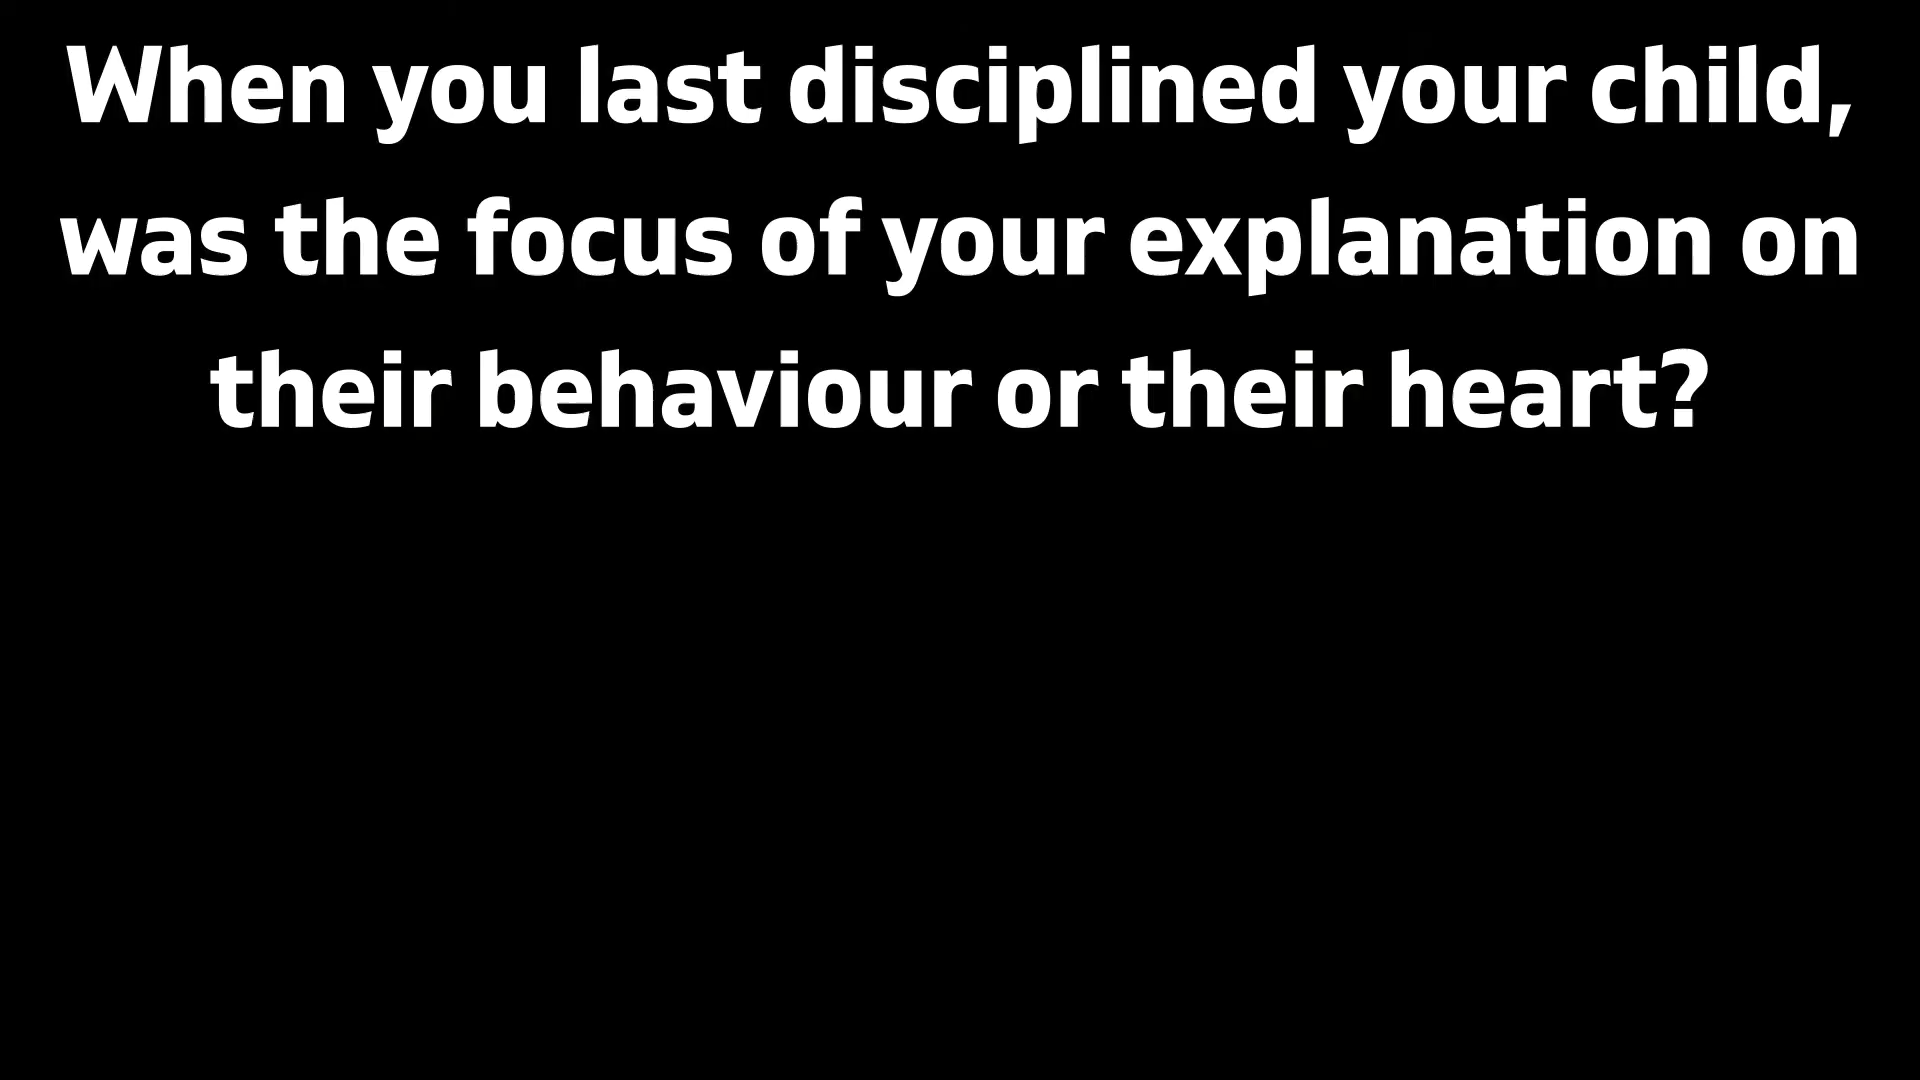 When you last disciplined your child,
was the focus of your explanation on
their behaviour or their heart?